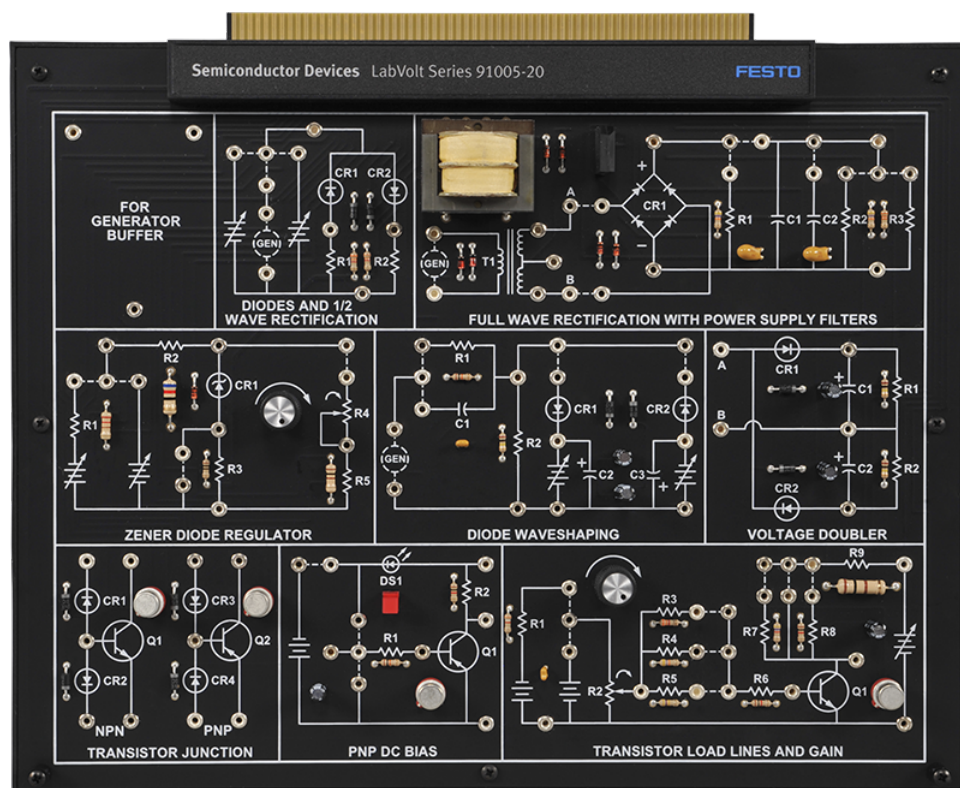 Semiconductor Devices LabVolt Series 91005-20
FESTO
FOR
GENERATOR
BUFFER
CR1 CR2
GEN
R1 R2
DIODES AND 1/2
WAVE RECTIFICATION
A
+
CR1
−
GEN
T1
B
R1 C1 C2 R2 R3
FULL WAVE RECTIFICATION WITH POWER SUPPLY FILTERS
R2
CR1
R4
R1
R3
R5
ZENER DIODE REGULATOR
R1
C1
CR1 CR2
R2
GEN
+
C2 C3
+
DIODE WAVESHAPING
A
CR1
+
C1 R1
B
+
C2 R2
CR2
VOLTAGE DOUBLER
CR1 CR3
Q1 Q2
CR2 CR4
NPN PNP
TRANSISTOR JUNCTION
DS1
R2
R1
Q1
PNP DC BIAS
R9
R3
R1
R7 R8
R4
R5 R6
R2
Q1
TRANSISTOR LOAD LINES AND GAIN